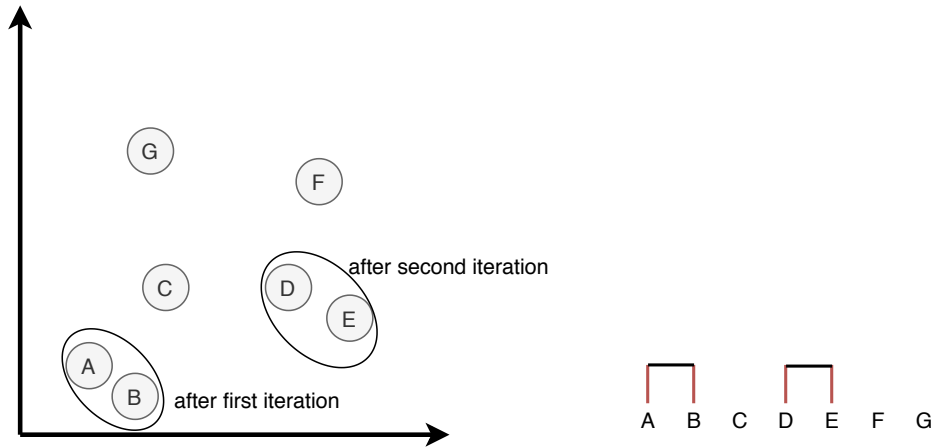 G
F
after second iteration
C
D
E
A
B
after first iteration
A B C D E F G